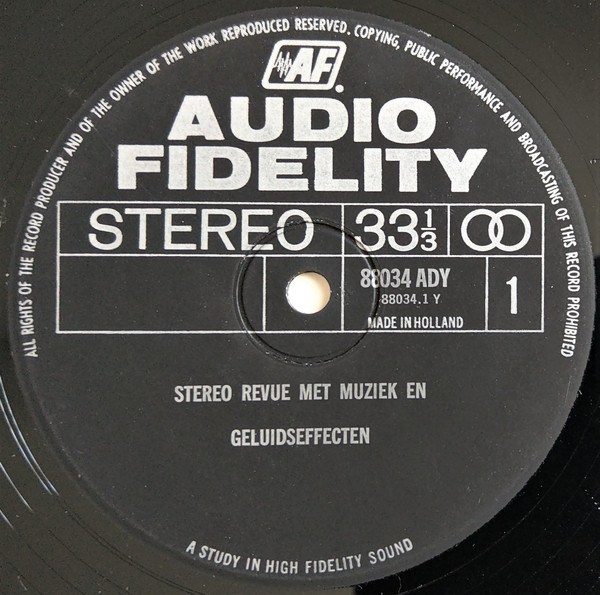 ALL RIGHTS OF THE RECORD PRODUCER AND OF THE OWNER OF THE WORK REPRODUCED RESERVED. COPYING, PUBLIC PERFORMANCE AND BROADCASTING OF THIS RECORD PROHIBITED
AF.
AUDIO
FIDELITY
STEREO 33⅓
88034 ADY
88034.1 Y
1
MADE IN HOLLAND
STEREO REVUE MET MUZIEK EN
GELUIDSEFFECTEN
A STUDY IN HIGH FIDELITY SOUND